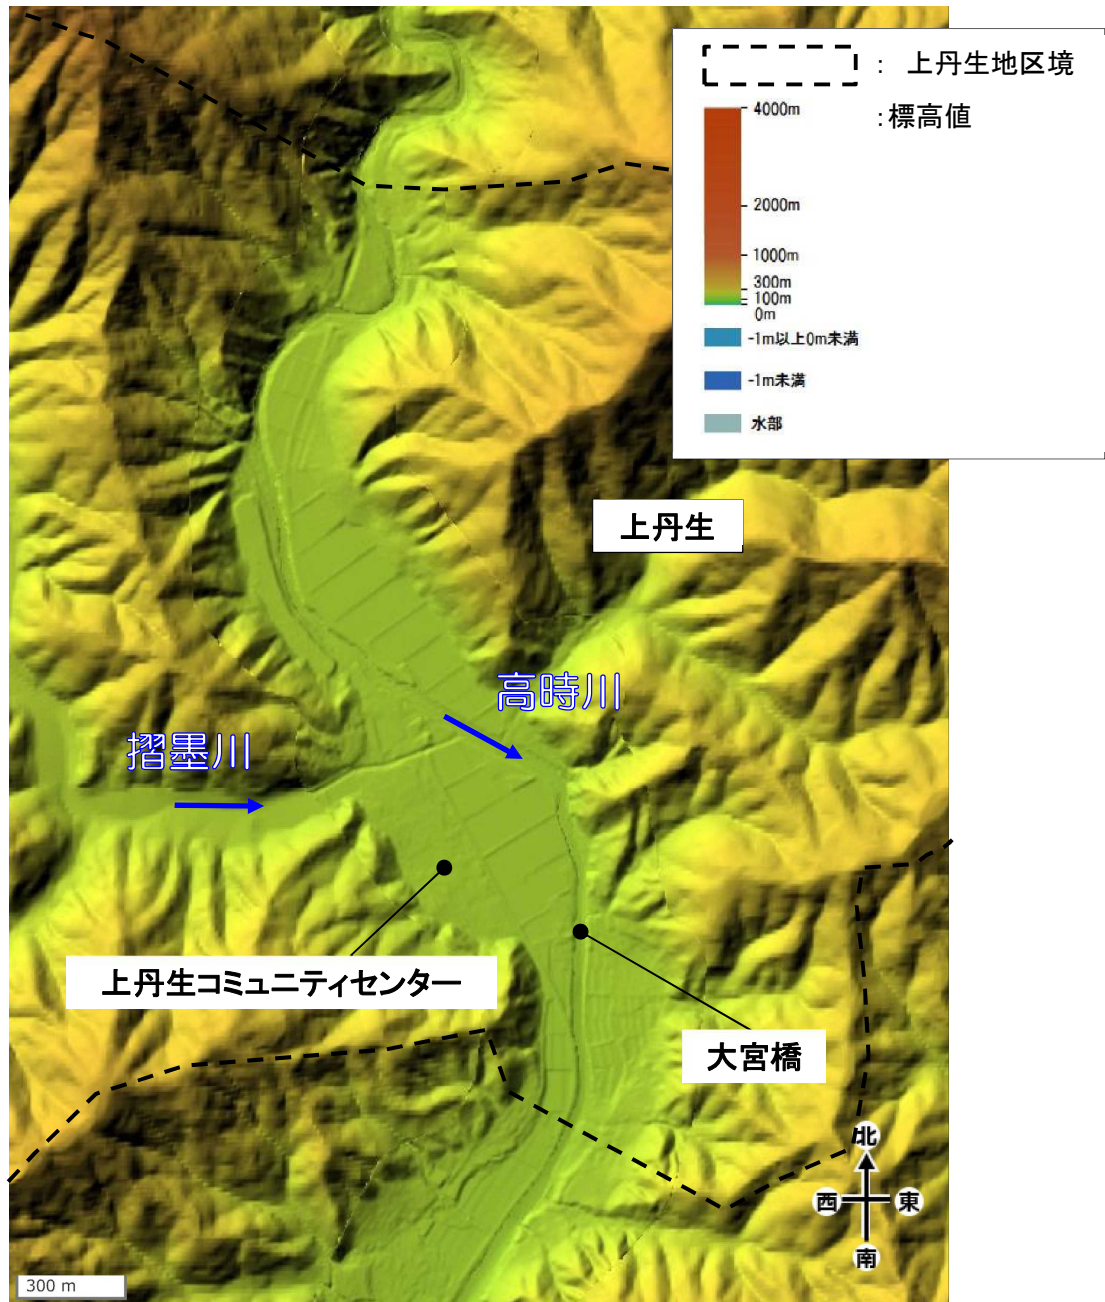 ： 上丹生地区境
：標高値
4000m
2000m
1000m
300m
100m
0m
-1m以上0m未満
-1m未満
水部
上丹生
高時川
摺墨川
上丹生コミュニティセンター
大宮橋
北
西 東
南
300 m